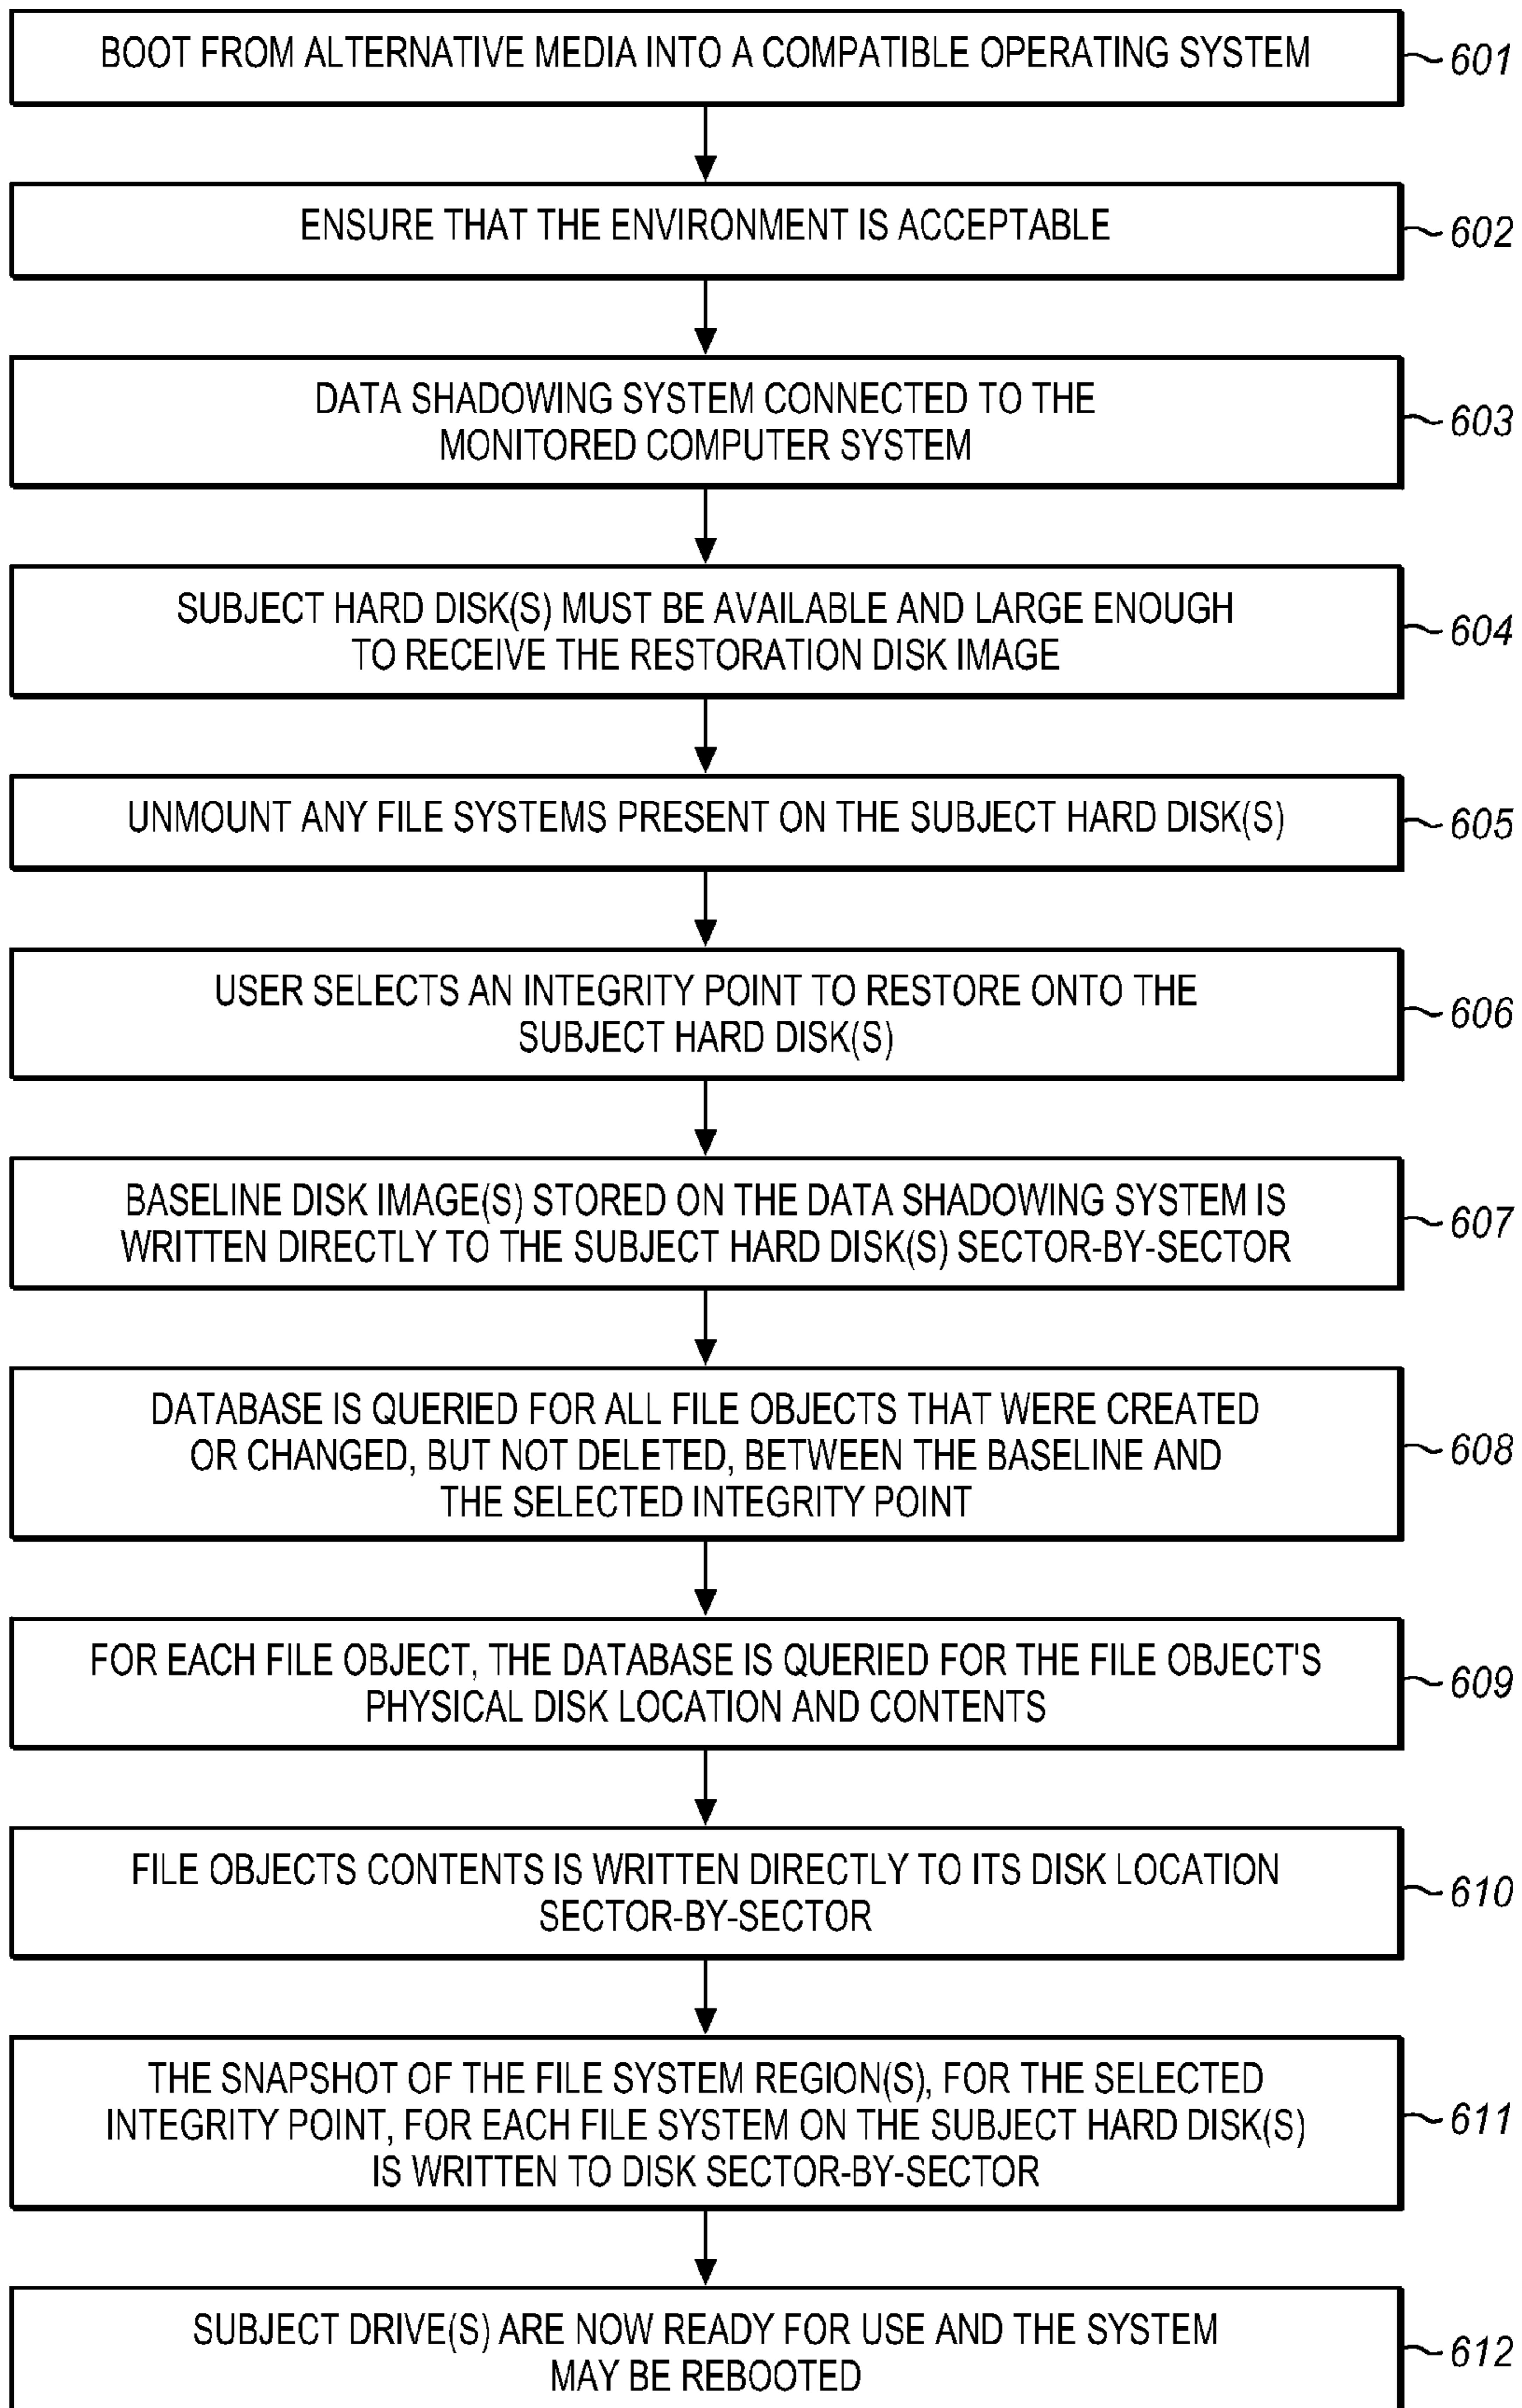 BOOT FROM ALTERNATIVE MEDIA INTO A COMPATIBLE OPERATING SYSTEM
601
ENSURE THAT THE ENVIRONMENT IS ACCEPTABLE
602
DATA SHADOWING SYSTEM CONNECTED TO THE
MONITORED COMPUTER SYSTEM
603
SUBJECT HARD DISK(S) MUST BE AVAILABLE AND LARGE ENOUGH
TO RECEIVE THE RESTORATION DISK IMAGE
604
UNMOUNT ANY FILE SYSTEMS PRESENT ON THE SUBJECT HARD DISK(S)
605
USER SELECTS AN INTEGRITY POINT TO RESTORE ONTO THE
SUBJECT HARD DISK(S)
606
BASELINE DISK IMAGE(S) STORED ON THE DATA SHADOWING SYSTEM IS
WRITTEN DIRECTLY TO THE SUBJECT HARD DISK(S) SECTOR-BY-SECTOR
607
DATABASE IS QUERIED FOR ALL FILE OBJECTS THAT WERE CREATED
OR CHANGED, BUT NOT DELETED, BETWEEN THE BASELINE AND
THE SELECTED INTEGRITY POINT
608
FOR EACH FILE OBJECT, THE DATABASE IS QUERIED FOR THE FILE OBJECT'S
PHYSICAL DISK LOCATION AND CONTENTS
609
FILE OBJECTS CONTENTS IS WRITTEN DIRECTLY TO ITS DISK LOCATION
SECTOR-BY-SECTOR
610
THE SNAPSHOT OF THE FILE SYSTEM REGION(S), FOR THE SELECTED
INTEGRITY POINT, FOR EACH FILE SYSTEM ON THE SUBJECT HARD DISK(S)
IS WRITTEN TO DISK SECTOR-BY-SECTOR
611
SUBJECT DRIVE(S) ARE NOW READY FOR USE AND THE SYSTEM
MAY BE REBOOTED
612